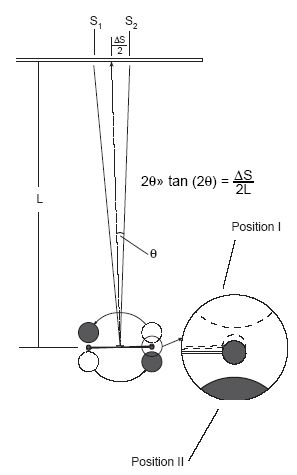 S1 S2
ΔS
2
L
2θ» tan (2θ) = ΔS
2L
Position I
θ
Position II